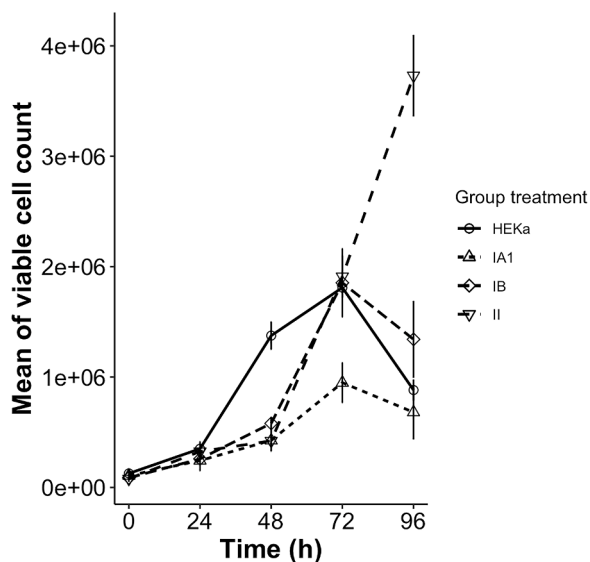 Mean of viable cell count
4e+06
3e+06
2e+06
1e+06
0e+00
0 24 48 72 96
Time (h)
Group treatment
HEKa
IA1
IB
II